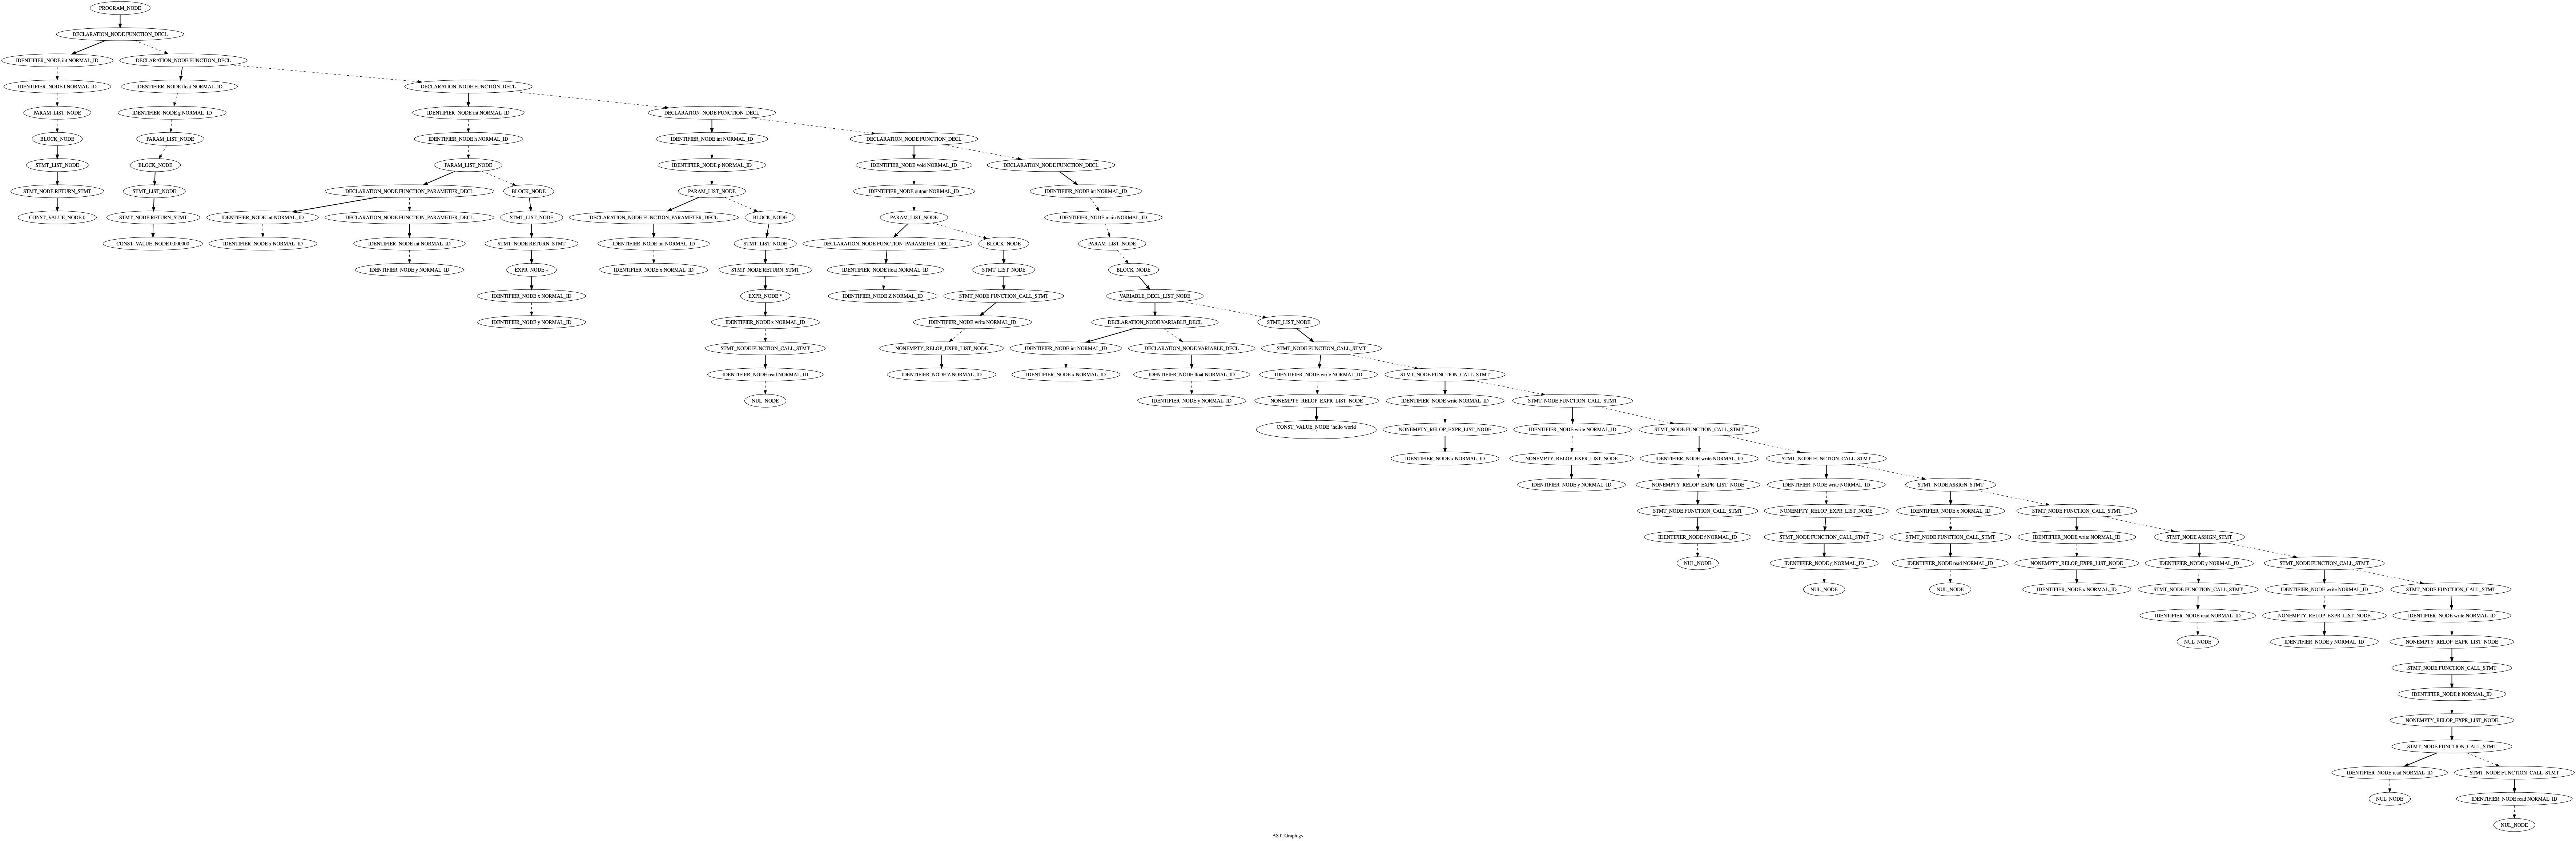 PROGRAM_NODE
DECLARATION_NODE FUNCTION_DECL
IDENTIFIER_NODE int NORMAL_ID
DECLARATION_NODE FUNCTION_DECL
IDENTIFIER_NODE f NORMAL_ID
IDENTIFIER_NODE float NORMAL_ID
DECLARATION_NODE FUNCTION_DECL
PARAM_LIST_NODE
IDENTIFIER_NODE g NORMAL_ID
IDENTIFIER_NODE int NORMAL_ID
DECLARATION_NODE FUNCTION_DECL
BLOCK_NODE
PARAM_LIST_NODE
IDENTIFIER_NODE h NORMAL_ID
IDENTIFIER_NODE int NORMAL_ID
DECLARATION_NODE FUNCTION_DECL
STMT_LIST_NODE
BLOCK_NODE
PARAM_LIST_NODE
IDENTIFIER_NODE p NORMAL_ID
IDENTIFIER_NODE void NORMAL_ID
DECLARATION_NODE FUNCTION_DECL
STMT_NODE RETURN_STMT
STMT_LIST_NODE
DECLARATION_NODE FUNCTION_PARAMETER_DECL
BLOCK_NODE
PARAM_LIST_NODE
IDENTIFIER_NODE output NORMAL_ID
IDENTIFIER_NODE int NORMAL_ID
CONST_VALUE_NODE 0
STMT_NODE RETURN_STMT
IDENTIFIER_NODE int NORMAL_ID
DECLARATION_NODE FUNCTION_PARAMETER_DECL
STMT_LIST_NODE
DECLARATION_NODE FUNCTION_PARAMETER_DECL
BLOCK_NODE
PARAM_LIST_NODE
IDENTIFIER_NODE main NORMAL_ID
CONST_VALUE_NODE 0.000000
IDENTIFIER_NODE x NORMAL_ID
IDENTIFIER_NODE int NORMAL_ID
STMT_NODE RETURN_STMT
IDENTIFIER_NODE int NORMAL_ID
STMT_LIST_NODE
DECLARATION_NODE FUNCTION_PARAMETER_DECL
BLOCK_NODE
PARAM_LIST_NODE
IDENTIFIER_NODE y NORMAL_ID
EXPR_NODE +
IDENTIFIER_NODE x NORMAL_ID
STMT_NODE RETURN_STMT
IDENTIFIER_NODE float NORMAL_ID
STMT_LIST_NODE
BLOCK_NODE
IDENTIFIER_NODE x NORMAL_ID
EXPR_NODE *
IDENTIFIER_NODE Z NORMAL_ID
STMT_NODE FUNCTION_CALL_STMT
VARIABLE_DECL_LIST_NODE
IDENTIFIER_NODE y NORMAL_ID
IDENTIFIER_NODE x NORMAL_ID
IDENTIFIER_NODE write NORMAL_ID
DECLARATION_NODE VARIABLE_DECL
STMT_LIST_NODE
STMT_NODE FUNCTION_CALL_STMT
NONEMPTY_RELOP_EXPR_LIST_NODE
IDENTIFIER_NODE int NORMAL_ID
DECLARATION_NODE VARIABLE_DECL
STMT_NODE FUNCTION_CALL_STMT
IDENTIFIER_NODE read NORMAL_ID
IDENTIFIER_NODE Z NORMAL_ID
IDENTIFIER_NODE x NORMAL_ID
IDENTIFIER_NODE float NORMAL_ID
IDENTIFIER_NODE write NORMAL_ID
STMT_NODE FUNCTION_CALL_STMT
NUL_NODE
IDENTIFIER_NODE y NORMAL_ID
NONEMPTY_RELOP_EXPR_LIST_NODE
IDENTIFIER_NODE write NORMAL_ID
STMT_NODE FUNCTION_CALL_STMT
CONST_VALUE_NODE "hello world
"
NONEMPTY_RELOP_EXPR_LIST_NODE
IDENTIFIER_NODE write NORMAL_ID
STMT_NODE FUNCTION_CALL_STMT
IDENTIFIER_NODE x NORMAL_ID
NONEMPTY_RELOP_EXPR_LIST_NODE
IDENTIFIER_NODE write NORMAL_ID
STMT_NODE FUNCTION_CALL_STMT
IDENTIFIER_NODE y NORMAL_ID
NONEMPTY_RELOP_EXPR_LIST_NODE
IDENTIFIER_NODE write NORMAL_ID
STMT_NODE ASSIGN_STMT
STMT_NODE FUNCTION_CALL_STMT
NONEMPTY_RELOP_EXPR_LIST_NODE
IDENTIFIER_NODE x NORMAL_ID
STMT_NODE FUNCTION_CALL_STMT
IDENTIFIER_NODE f NORMAL_ID
STMT_NODE FUNCTION_CALL_STMT
STMT_NODE FUNCTION_CALL_STMT
IDENTIFIER_NODE write NORMAL_ID
STMT_NODE ASSIGN_STMT
NUL_NODE
IDENTIFIER_NODE g NORMAL_ID
IDENTIFIER_NODE read NORMAL_ID
NONEMPTY_RELOP_EXPR_LIST_NODE
IDENTIFIER_NODE y NORMAL_ID
STMT_NODE FUNCTION_CALL_STMT
NUL_NODE
NUL_NODE
IDENTIFIER_NODE x NORMAL_ID
STMT_NODE FUNCTION_CALL_STMT
IDENTIFIER_NODE write NORMAL_ID
STMT_NODE FUNCTION_CALL_STMT
IDENTIFIER_NODE read NORMAL_ID
NONEMPTY_RELOP_EXPR_LIST_NODE
IDENTIFIER_NODE write NORMAL_ID
NUL_NODE
IDENTIFIER_NODE y NORMAL_ID
NONEMPTY_RELOP_EXPR_LIST_NODE
STMT_NODE FUNCTION_CALL_STMT
IDENTIFIER_NODE h NORMAL_ID
NONEMPTY_RELOP_EXPR_LIST_NODE
STMT_NODE FUNCTION_CALL_STMT
IDENTIFIER_NODE read NORMAL_ID
STMT_NODE FUNCTION_CALL_STMT
NUL_NODE
IDENTIFIER_NODE read NORMAL_ID
NUL_NODE
AST_Graph.gv